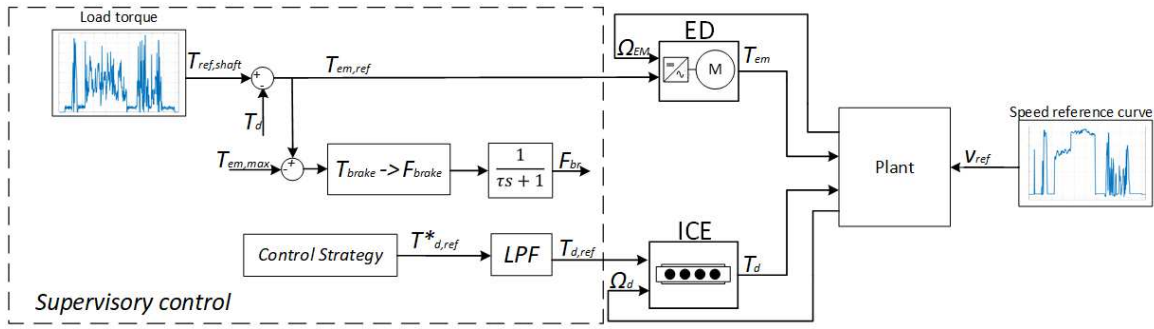 Load torque
T_ref,shaft
+
-
T_em,ref
T_d
T_em,max
+
-
T_brake ->F_brake
1
τs + 1
F_br
Control Strategy
T*_d,ref
LPF
T_d,ref
Supervisory control
ED
Ω_EM
M
T_em
ICE
Ω_d
T_d
Plant
v_ref
Speed reference curve